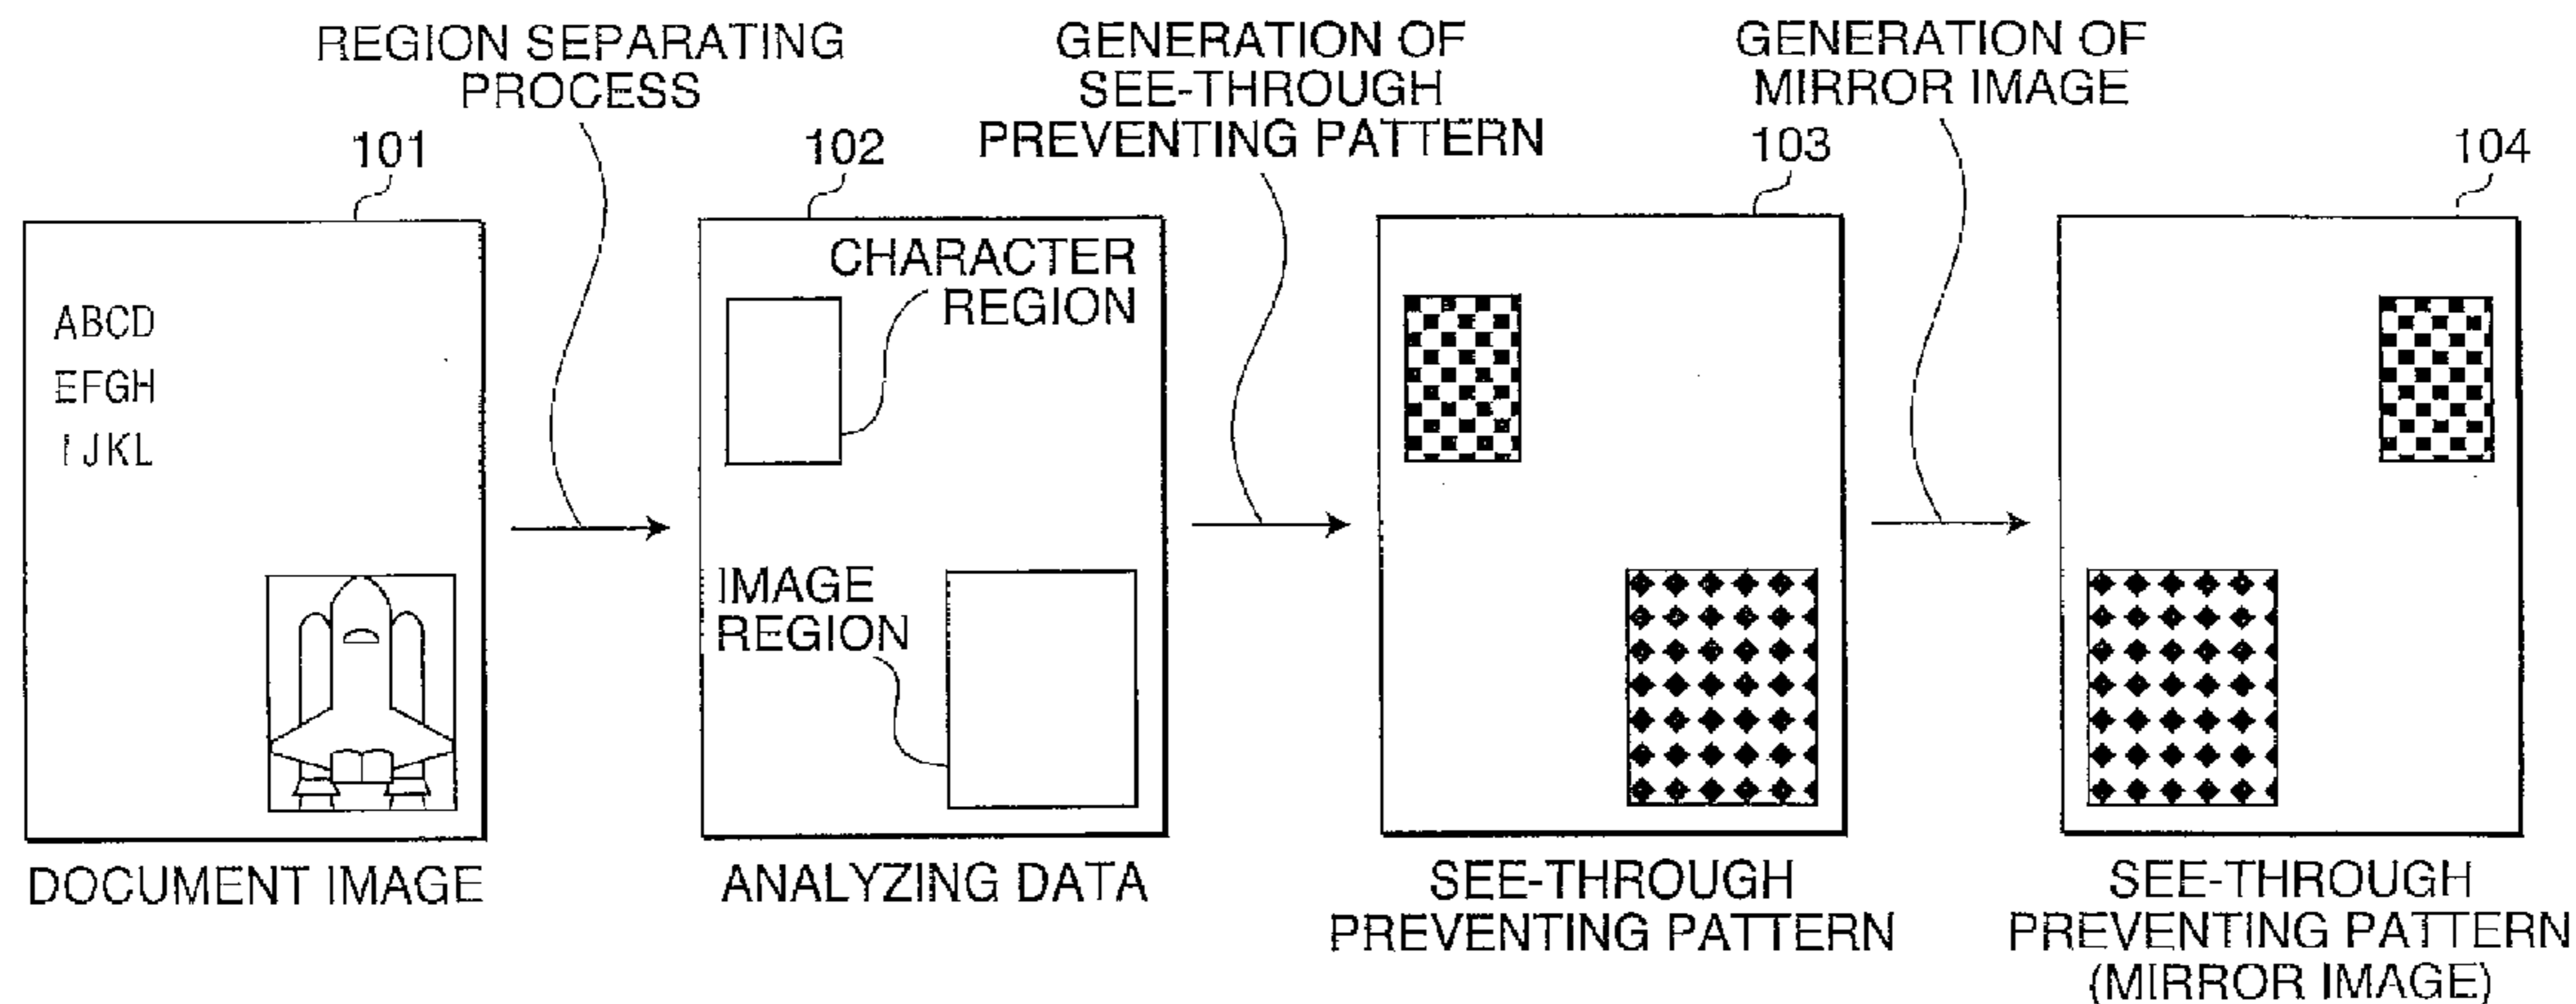 REGION SEPARATING
PROCESS
GENERATION OF
SEE-THROUGH
PREVENTING PATTERN
GENERATION OF
MIRROR IMAGE
101
102
103
104
ABCD
EFGH
IJKL
CHARACTER
REGION
IMAGE
REGION
DOCUMENT IMAGE
ANALYZING DATA
SEE-THROUGH
PREVENTING PATTERN
SEE-THROUGH
PREVENTING PATTERN
(MIRROR IMAGE)